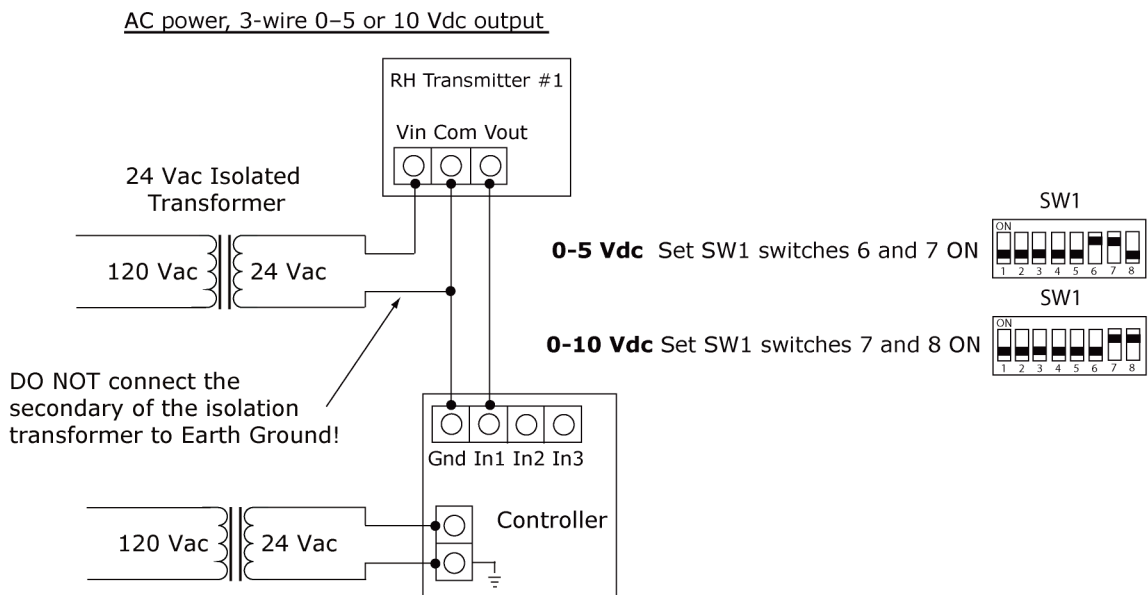 AC power, 3-wire 0–5 or 10 Vdc output
RH Transmitter #1
Vin Com Vout
24 Vac Isolated
Transformer
120 Vac
24 Vac
SW1
0-5 Vdc Set SW1 switches 6 and 7 ON
ON
1 2 3 4 5 6 7 8
SW1
0-10 Vdc Set SW1 switches 7 and 8 ON
ON
1 2 3 4 5 6 7 8
DO NOT connect the
secondary of the isolation
transformer to Earth Ground!
Gnd In1 In2 In3
Controller
120 Vac
24 Vac